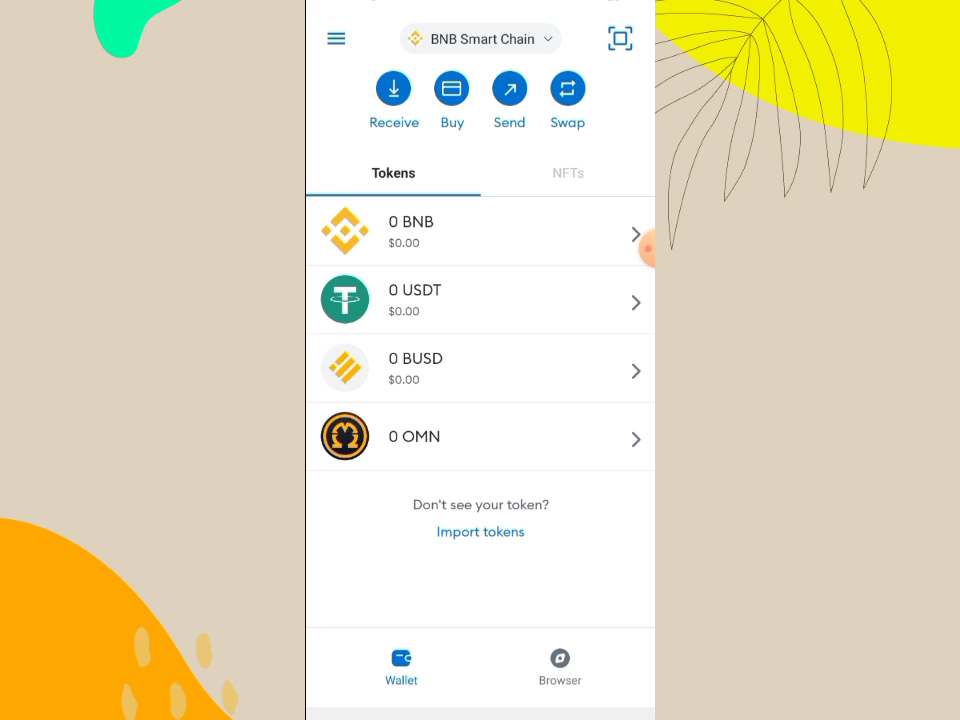 BNB Smart Chain
Receive Buy Send Swap
Tokens NFTs
0 BNB
$0.00
0 USDT
$0.00
0 BUSD
$0.00
0 OMN
Don't see your token?
Import tokens
Wallet Browser